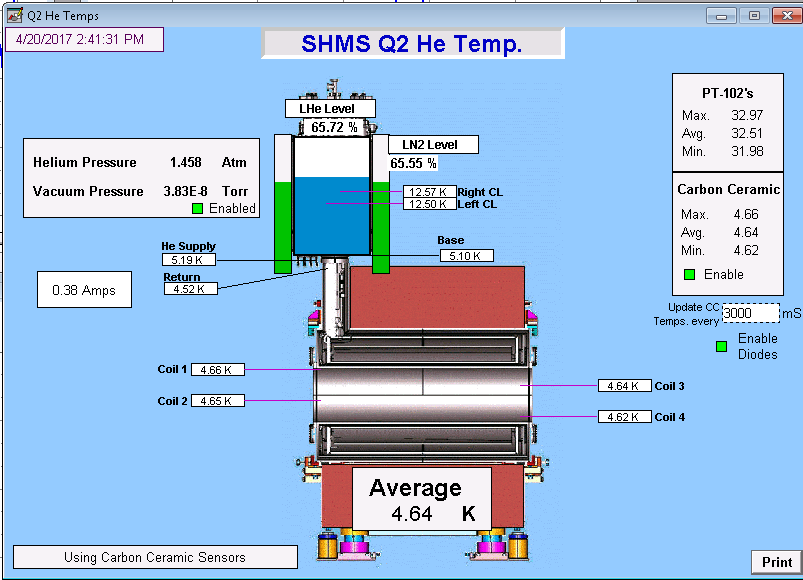 Q2 He Temps
4/20/2017 2:41:31 PM
SHMS Q2 He Temp.
LHe Level
65.72 %
LN2 Level
65.55 %
Helium Pressure 1.458 Atm
Vacuum Pressure 3.83E-8 Torr
Enabled
12.57 K Right CL
12.50 K Left CL
He Supply
5.19 K
Return
4.52 K
Base
5.10 K
0.38 Amps
PT-102's
Max. 32.97
Avg. 32.51
Min. 31.98
Carbon Ceramic
Max. 4.66
Avg. 4.64
Min. 4.62
Enable
Update CC
Temps. every 3000 mS
Enable
Diodes
Coil 1 4.66 K
Coil 2 4.65 K
4.64 K Coil 3
4.62 K Coil 4
Average
4.64 K
Using Carbon Ceramic Sensors
Print